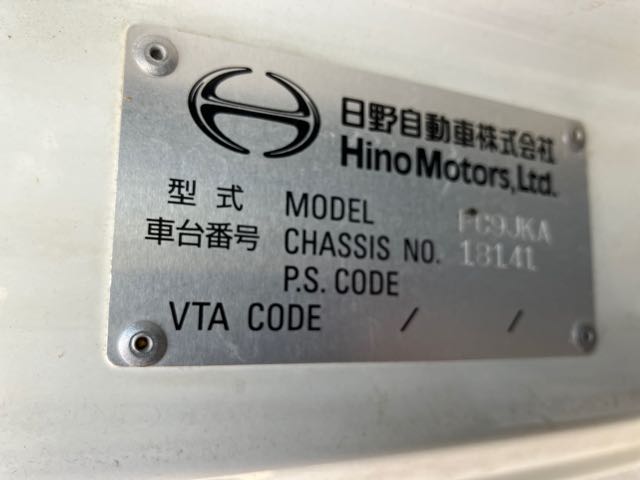 日野自動車株式会社
Hino Motors, Ltd.
型式 MODEL FC9JKA
車台番号 CHASSIS NO. 18141
P.S. CODE
VTA CODE / /